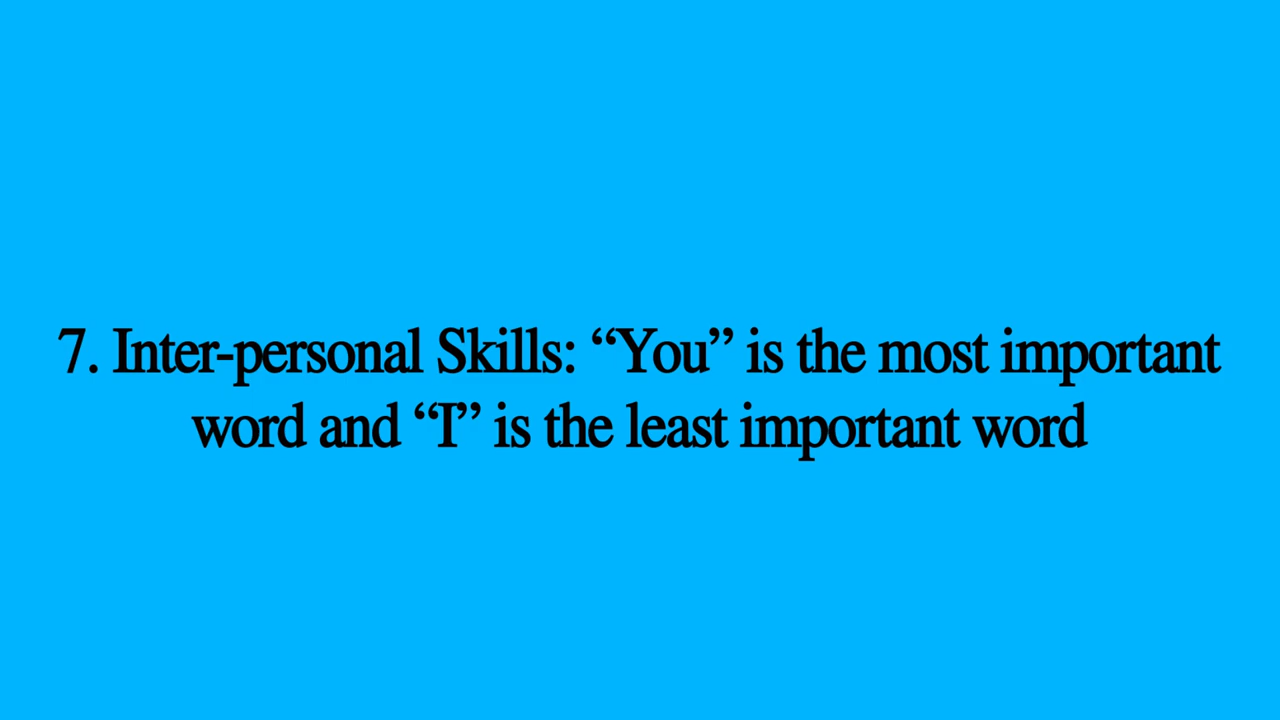 7. Inter-personal Skills: “You” is the most important
word and “I” is the least important word